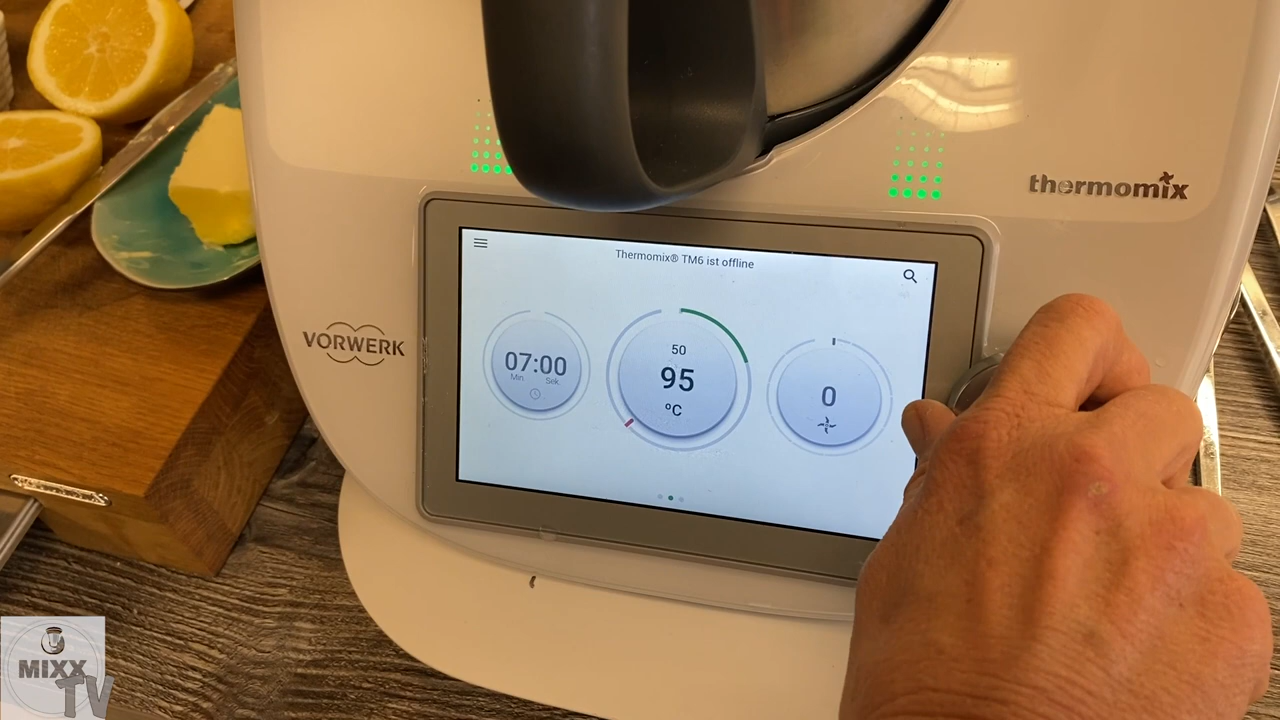 thermomix
Thermomix® TM6 ist offline
VORWERK
07:00
Min. Sek.
50
95
°C
0
MIXX
TV